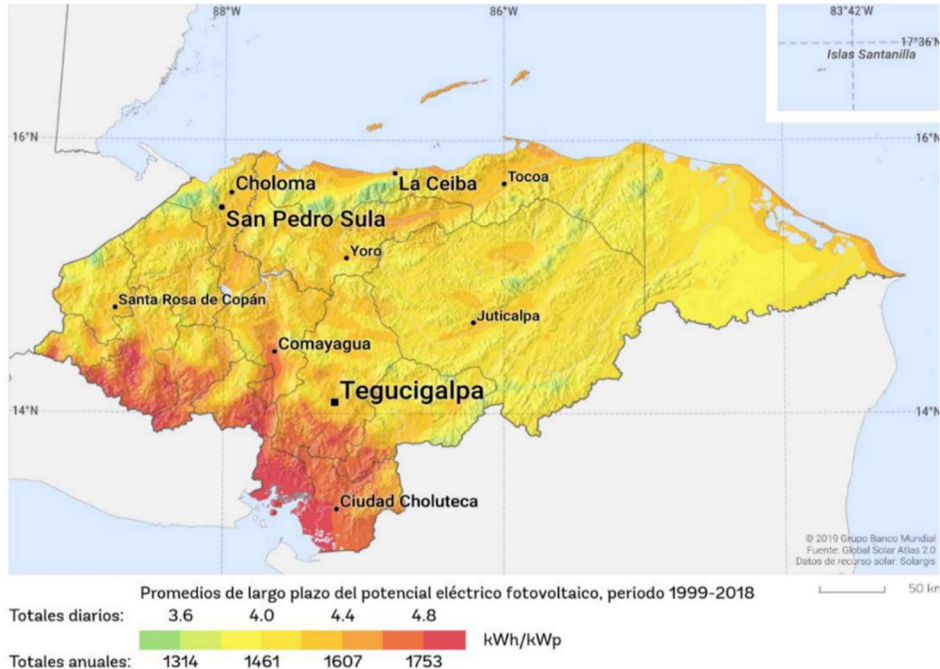 88°W 86°W 83°42'W
17°36'N
Islas Santanilla
16°N 16°N
Choloma
La Ceiba
Tocoa
San Pedro Sula
Yoro
Santa Rosa de Copán
Juticalpa
Comayagua
Tegucigalpa
14°N 14°N
Ciudad Choluteca
© 2019 Grupo Banco Mundial
Fuente: Global Solar Atlas 2.0
Datos de recurso solar: Solargis
Promedios de largo plazo del potencial eléctrico fotovoltaico, periodo 1999-2018
50 km
Totales diarios: 3.6 4.0 4.4 4.8
kWh/kWp
Totales anuales: 1314 1461 1607 1753